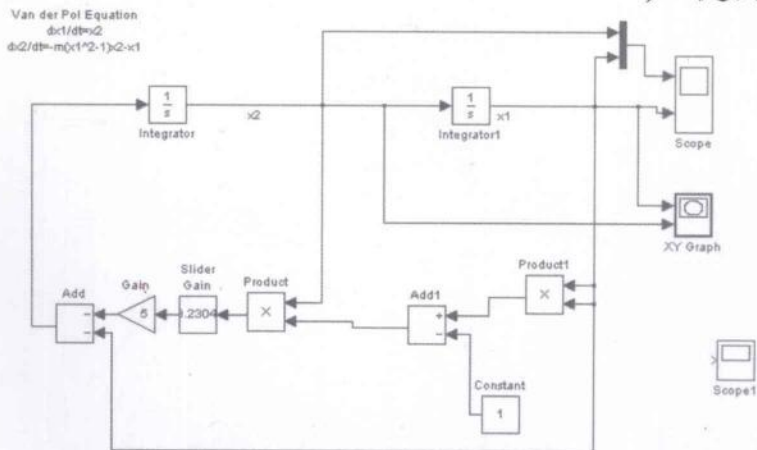 Van der Pol Equation
dx1/dt=x2
dx2/dt=-m(x1^2-1)x2-x1
1
s
Integrator
x2
1
s
Integrator1
x1
Scope
XY Graph
Product1
×
Slider
Gain
Gain
Product
Add
Add1
5
.2304
×
+
−
−
−
Constant
1
Scope1